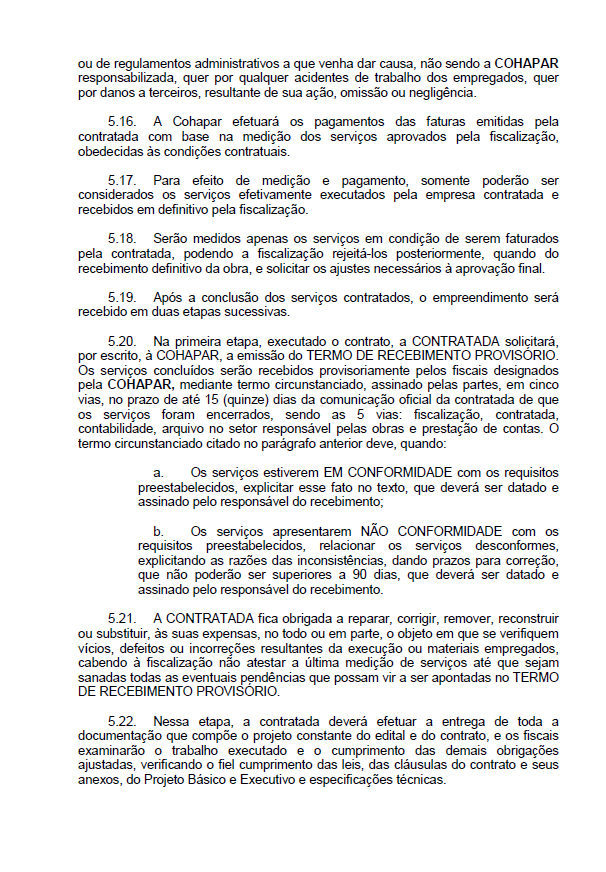 ou de regulamentos administrativos a que venha dar causa, não sendo a COHAPAR
responsabilizada, quer por qualquer acidentes de trabalho dos empregados, quer
por danos a terceiros, resultante de sua ação, omissão ou negligência.
5.16. A Cohapar efetuará os pagamentos das faturas emitidas pela
contratada com base na medição dos serviços aprovados pela fiscalização,
obedecidas às condições contratuais.
5.17. Para efeito de medição e pagamento, somente poderão ser
considerados os serviços efetivamente executados pela empresa contratada e
recebidos em definitivo pela fiscalização.
5.18. Serão medidos apenas os serviços em condição de serem faturados
pela contratada, podendo a fiscalização rejeitá-los posteriormente, quando do
recebimento definitivo da obra, e solicitar os ajustes necessários à aprovação final.
5.19. Após a conclusão dos serviços contratados, o empreendimento será
recebido em duas etapas sucessivas.
5.20. Na primeira etapa, executado o contrato, a CONTRATADA solicitará,
por escrito, à COHAPAR, a emissão do TERMO DE RECEBIMENTO PROVISÓRIO.
Os serviços concluídos serão recebidos provisoriamente pelos fiscais designados
pela COHAPAR, mediante termo circunstanciado, assinado pelas partes, em cinco
vias, no prazo de até 15 (quinze) dias da comunicação oficial da contratada de que
os serviços foram encerrados, sendo as 5 vias: fiscalização, contratada,
contabilidade, arquivo no setor responsável pelas obras e prestação de contas. O
termo circunstanciado citado no parágrafo anterior deve, quando:
a. Os serviços estiverem EM CONFORMIDADE com os requisitos
preestabelecidos, explicitar esse fato no texto, que deverá ser datado e
assinado pelo responsável do recebimento;
b. Os serviços apresentarem NÃO CONFORMIDADE com os
requisitos preestabelecidos, relacionar os serviços desconformes,
explicitando as razões das inconsistências, dando prazos para correção,
que não poderão ser superiores a 90 dias, que deverá ser datado e
assinado pelo responsável do recebimento.
5.21. A CONTRATADA fica obrigada a reparar, corrigir, remover, reconstruir
ou substituir, às suas expensas, no todo ou em parte, o objeto em que se verifiquem
vícios, defeitos ou incorreções resultantes da execução ou materiais empregados,
cabendo à fiscalização não atestar a última medição de serviços até que sejam
sanadas todas as eventuais pendências que possam vir a ser apontadas no TERMO
DE RECEBIMENTO PROVISÓRIO.
5.22. Nessa etapa, a contratada deverá efetuar a entrega de toda a
documentação que compõe o projeto constante do edital e do contrato, e os fiscais
examinarão o trabalho executado e o cumprimento das demais obrigações
ajustadas, verificando o fiel cumprimento das leis, das cláusulas do contrato e seus
anexos, do Projeto Básico e Executivo e especificações técnicas.